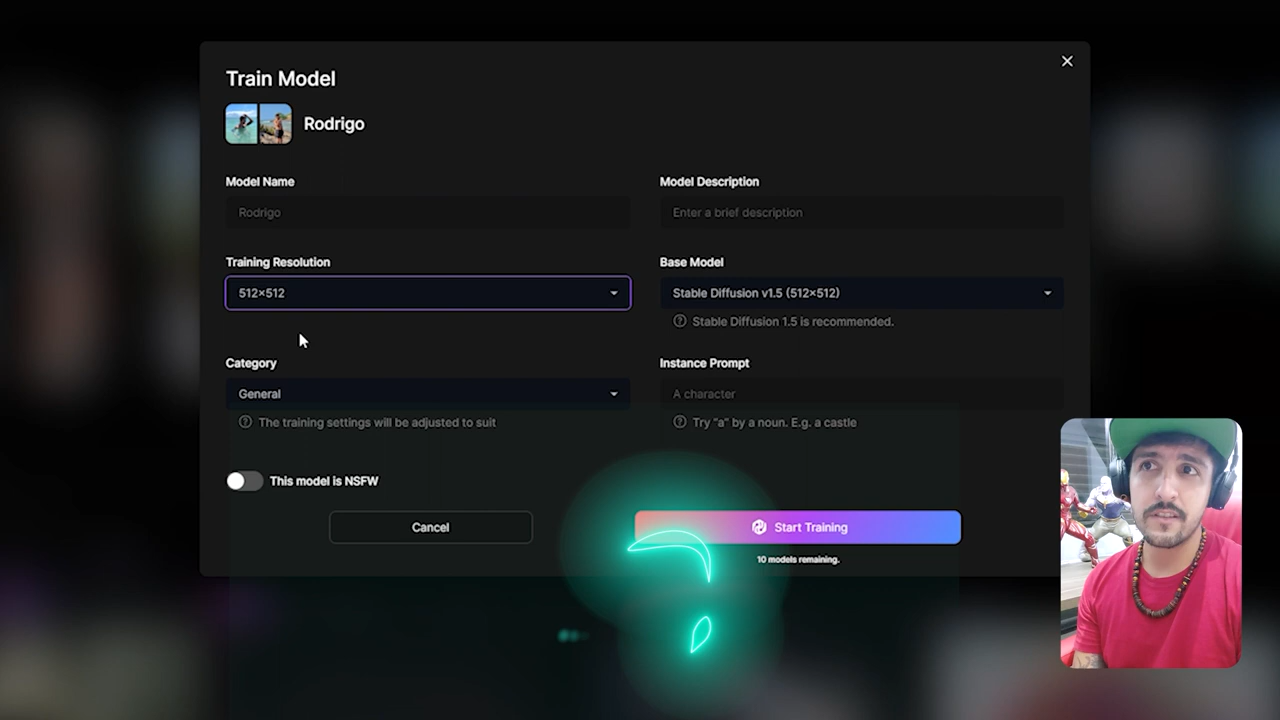 Train Model
Rodrigo
Model Name
Model Description
Rodrigo
Enter a brief description
Training Resolution
Base Model
512×512
Stable Diffusion v1.5 (512×512)
Stable Diffusion 1.5 is recommended.
Category
Instance Prompt
General
A character
The training settings will be adjusted to suit
Try "a" by a noun. E.g. a castle
This model is NSFW
Cancel
Start Training
10 models remaining.